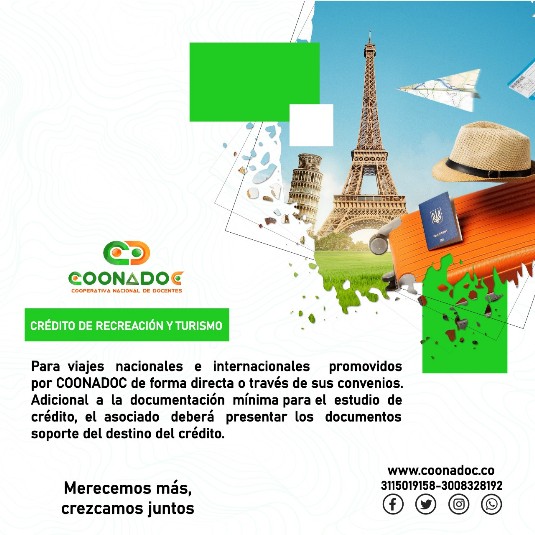 COONADOC
COOPERATIVA NACIONAL DE DOCENTES
CRÉDITO DE RECREACIÓN Y TURISMO
Para viajes nacionales e internacionales promovidos
por COONADOC de forma directa o través de sus convenios.
Adicional a la documentación mínima para el estudio de
crédito, el asociado deberá presentar los documentos
soporte del destino del crédito.
Merecemos más,
crezcamos juntos
www.coonadoc.co
3115019158-3008328192